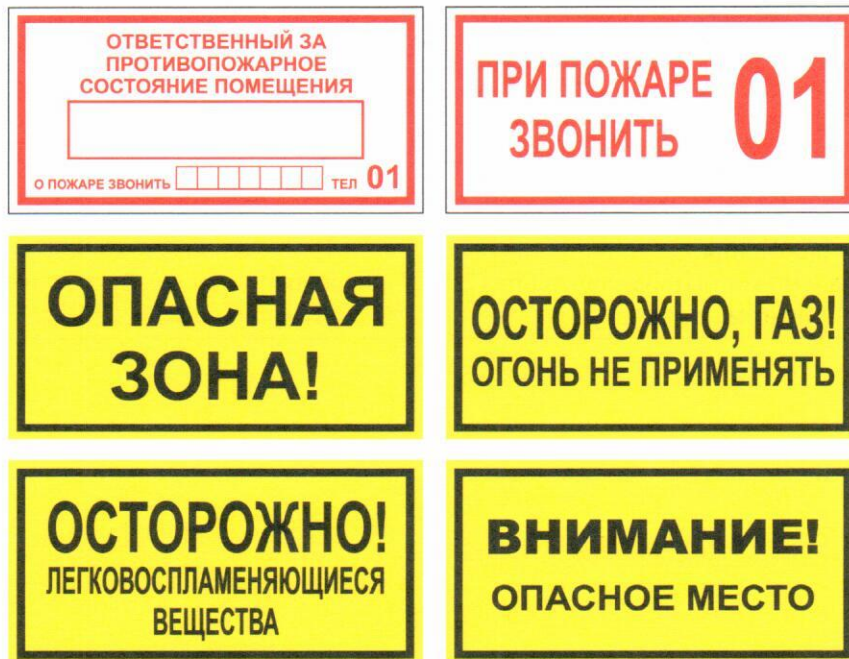 ОТВЕТСТВЕННЫЙ ЗА
ПРОТИВОПОЖАРНОЕ
СОСТОЯНИЕ ПОМЕЩЕНИЯ
О ПОЖАРЕ ЗВОНИТЬ ТЕЛ 01
ПРИ ПОЖАРЕ
ЗВОНИТЬ 01
ОПАСНАЯ
ЗОНА!
ОСТОРОЖНО, ГАЗ!
ОГОНЬ НЕ ПРИМЕНЯТЬ
ОСТОРОЖНО!
ЛЕГКОВОСПЛАМЕНЯЮЩИЕСЯ
ВЕЩЕСТВА
ВНИМАНИЕ!
ОПАСНОЕ МЕСТО